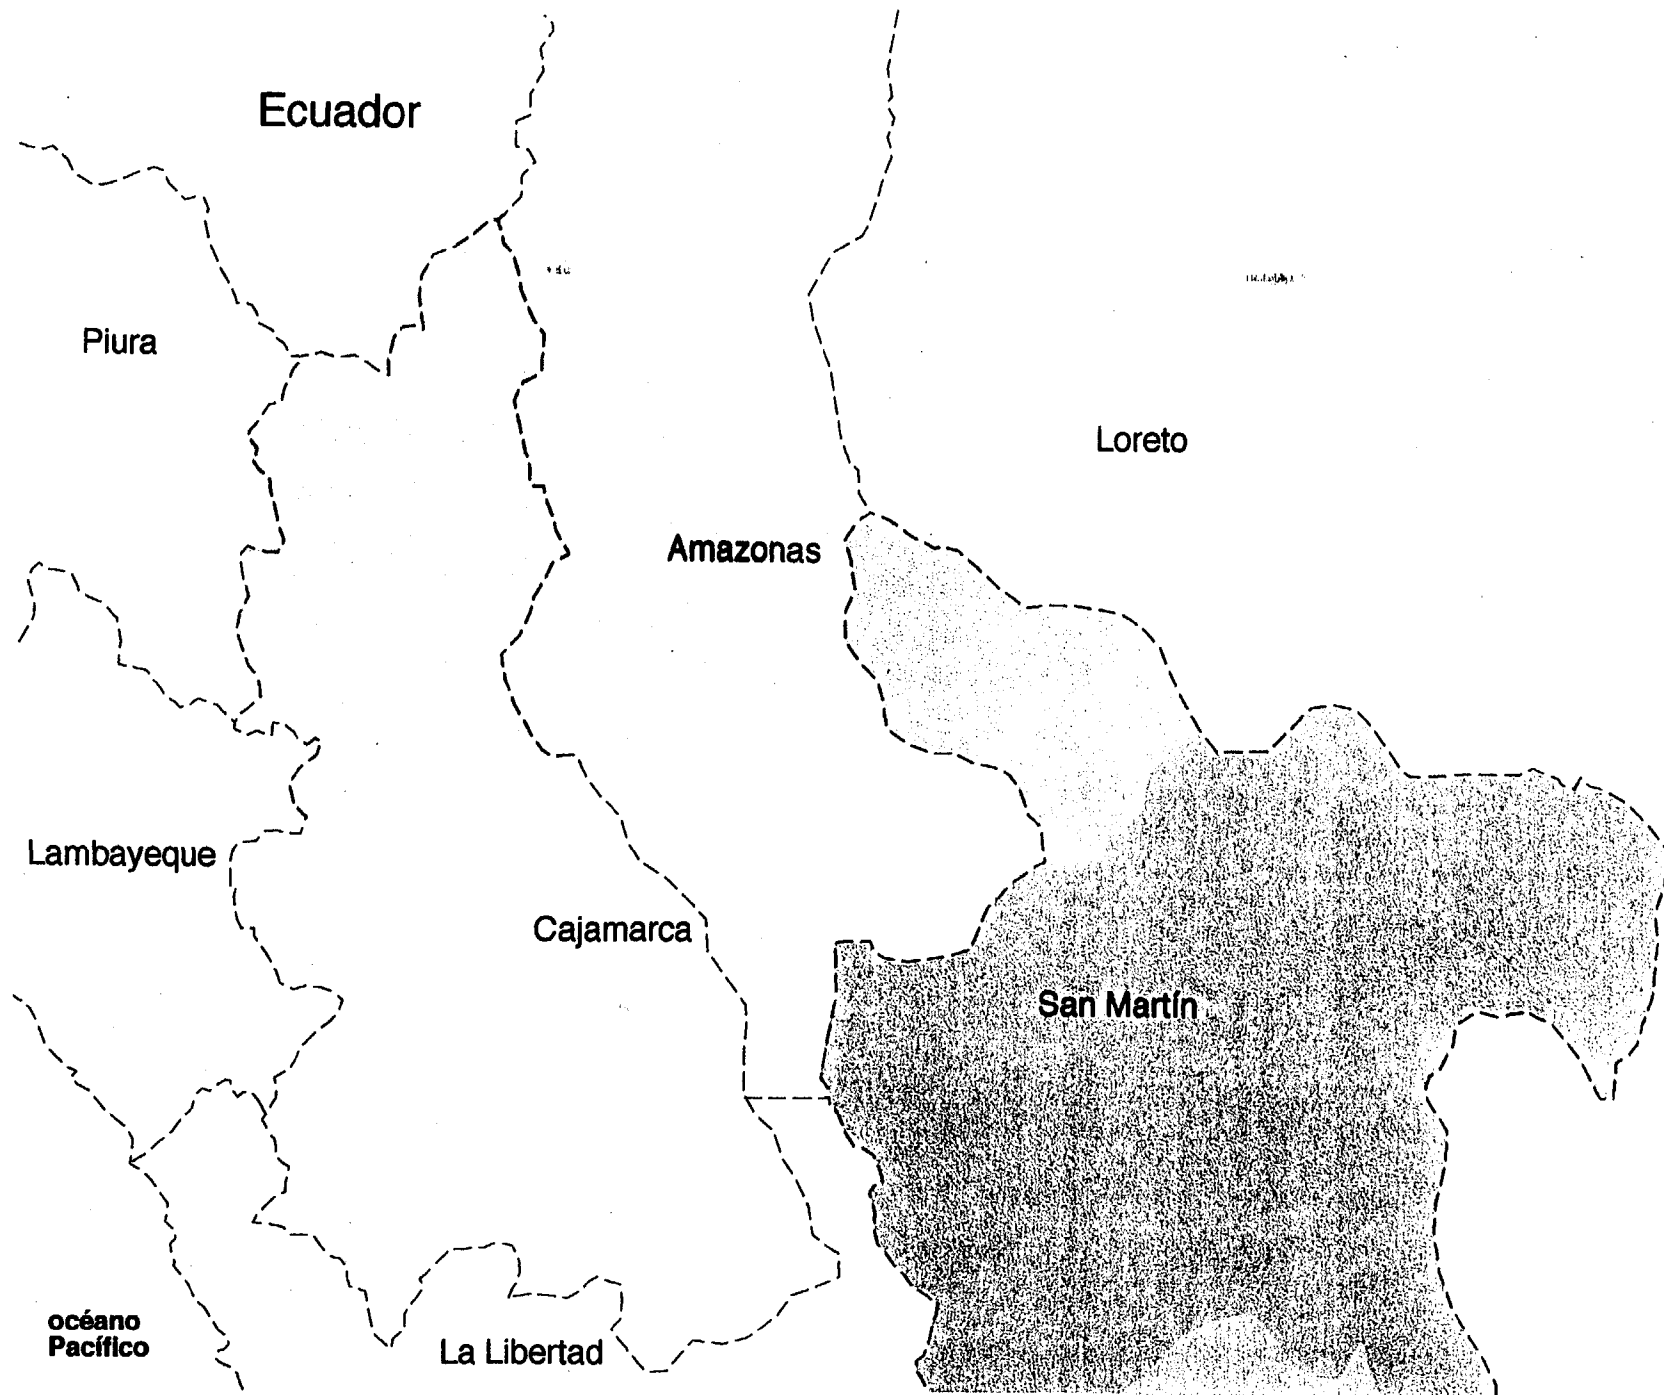 Ecuador
Piura
Loreto
Amazonas
Lambayeque
Cajamarca
San Martín
océano
Pacífico
La Libertad